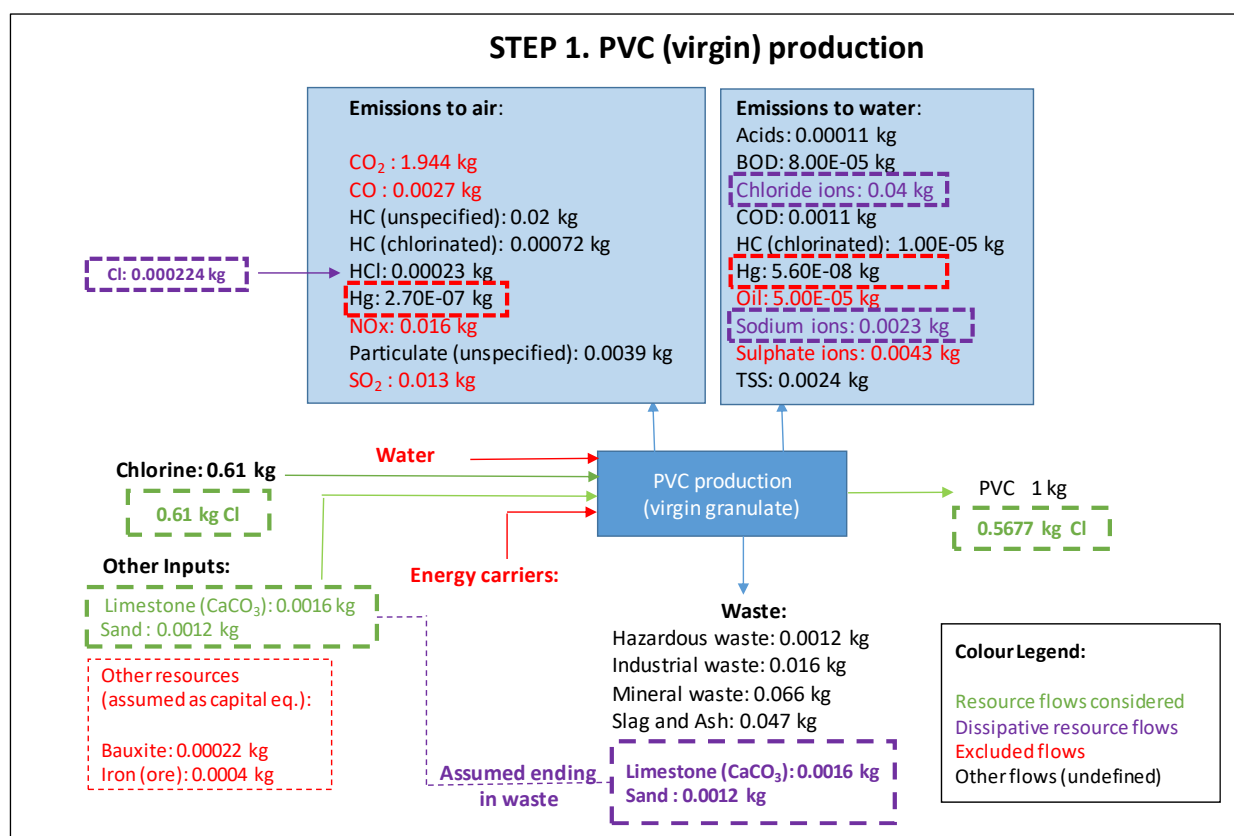 STEP 1. PVC (virgin) production
Emissions to air:
CO₂ : 1.944 kg
CO : 0.0027 kg
HC (unspecified): 0.02 kg
HC (chlorinated): 0.00072 kg
HCl: 0.00023 kg
Hg: 2.70E-07 kg
NOx: 0.016 kg
Particulate (unspecified): 0.0039 kg
SO₂ : 0.013 kg
Emissions to water:
Acids: 0.00011 kg
BOD: 8.00E-05 kg
Chloride ions: 0.04 kg
COD: 0.0011 kg
HC (chlorinated): 1.00E-05 kg
Hg: 5.60E-08 kg
Oil: 5.00E-05 kg
Sodium ions: 0.0023 kg
Sulphate ions: 0.0043 kg
TSS: 0.0024 kg
Cl: 0.000224 kg
Chlorine: 0.61 kg
0.61 kg Cl
Water
PVC production
(virgin granulate)
PVC 1 kg
0.5677 kg Cl
Other Inputs:
Limestone (CaCO₃): 0.0016 kg
Sand : 0.0012 kg
Energy carriers:
Other resources
(assumed as capital eq.):
Bauxite: 0.00022 kg
Iron (ore): 0.0004 kg
Assumed ending
in waste
Waste:
Hazardous waste: 0.0012 kg
Industrial waste: 0.016 kg
Mineral waste: 0.066 kg
Slag and Ash: 0.047 kg
Limestone (CaCO₃): 0.0016 kg
Sand : 0.0012 kg
Colour Legend:
Resource flows considered
Dissipative resource flows
Excluded flows
Other flows (undefined)